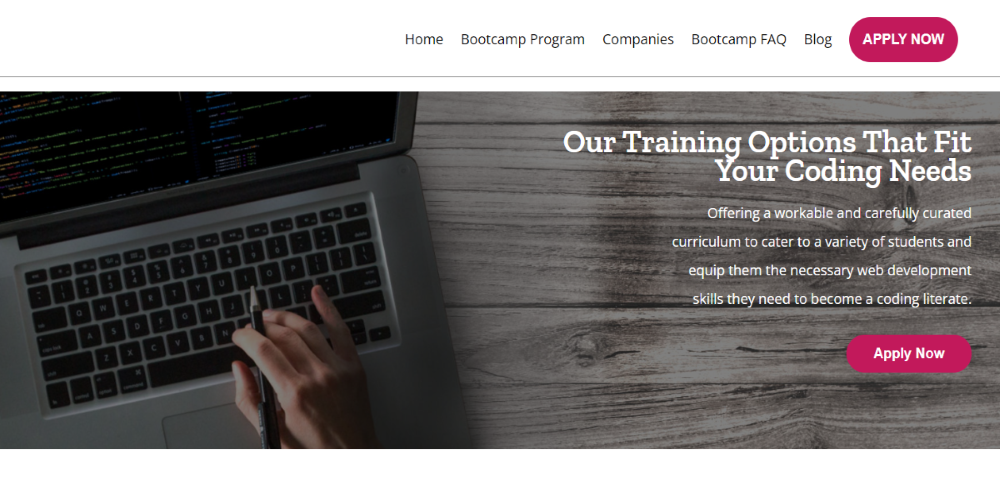 Home Bootcamp Program Companies Bootcamp FAQ Blog APPLY NOW
Our Training Options That Fit
Your Coding Needs
Offering a workable and carefully curated
curriculum to cater to a variety of students and
equip them the necessary web development
skills they need to become a coding literate.
Apply Now